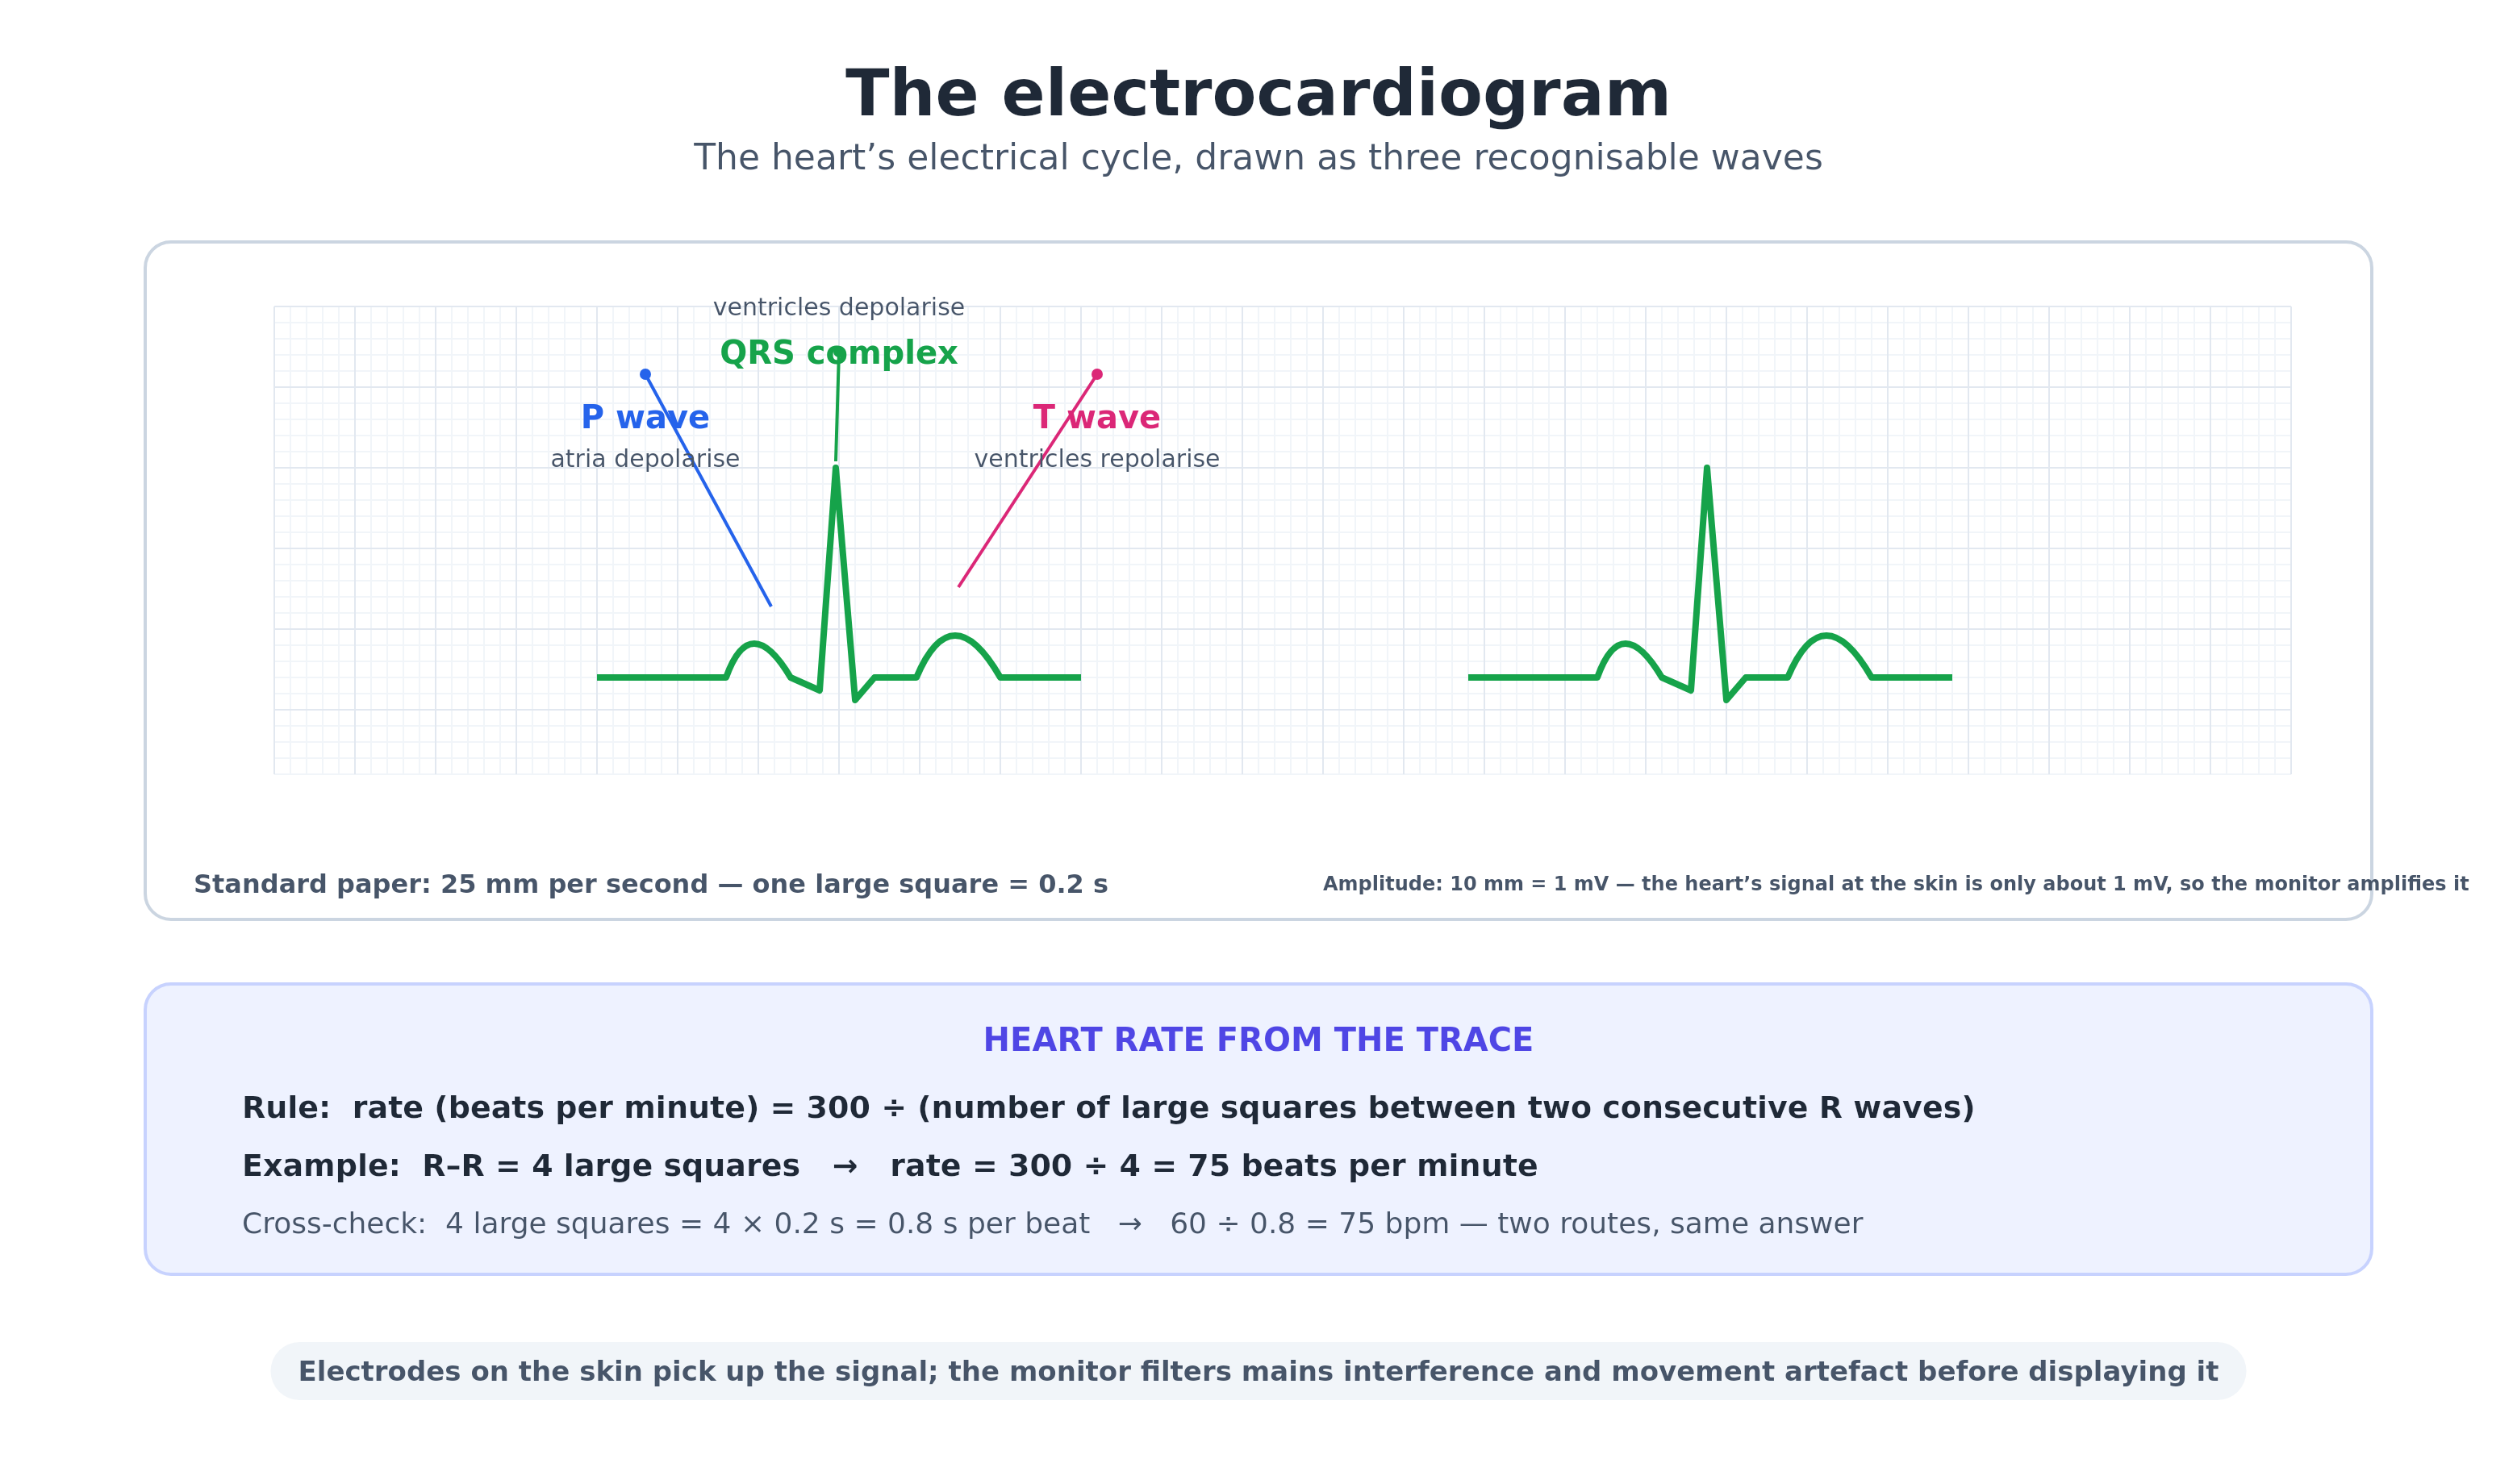 The electrocardiogram
The heart’s electrical cycle, drawn as three recognisable waves
ventricles depolarise
QRS complex
P wave
atria depolarise
T wave
ventricles repolarise
Standard paper: 25 mm per second — one large square = 0.2 s
Amplitude: 10 mm = 1 mV — the heart’s signal at the skin is only about 1 mV, so the monitor amplifies it
HEART RATE FROM THE TRACE
Rule: rate (beats per minute) = 300 ÷ (number of large squares between two consecutive R waves)
Example: R–R = 4 large squares → rate = 300 ÷ 4 = 75 beats per minute
Cross-check: 4 large squares = 4 × 0.2 s = 0.8 s per beat → 60 ÷ 0.8 = 75 bpm — two routes, same answer
Electrodes on the skin pick up the signal; the monitor filters mains interference and movement artefact before displaying it